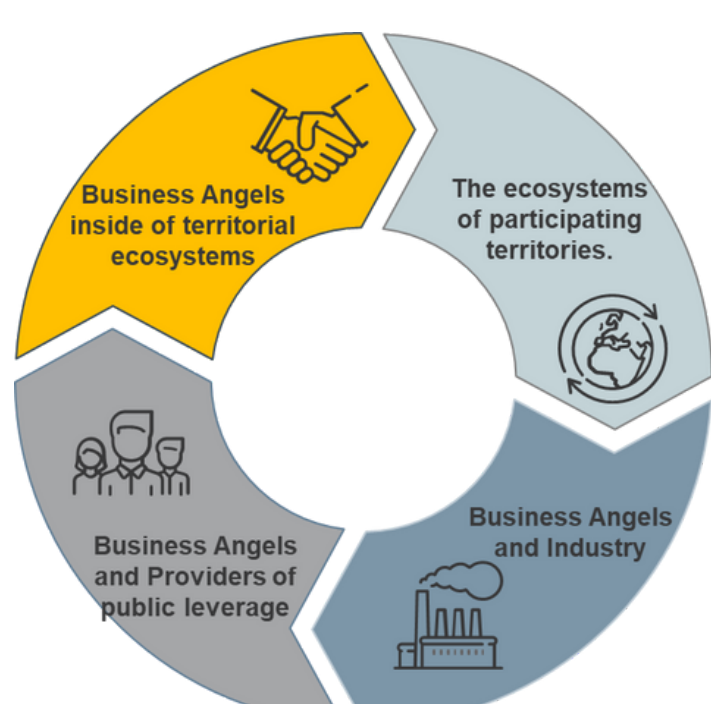 Business Angels
inside of territorial
ecosystems
The ecosystems
of participating
territories.
Business Angels
and Industry
Business Angels
and Providers of
public leverage